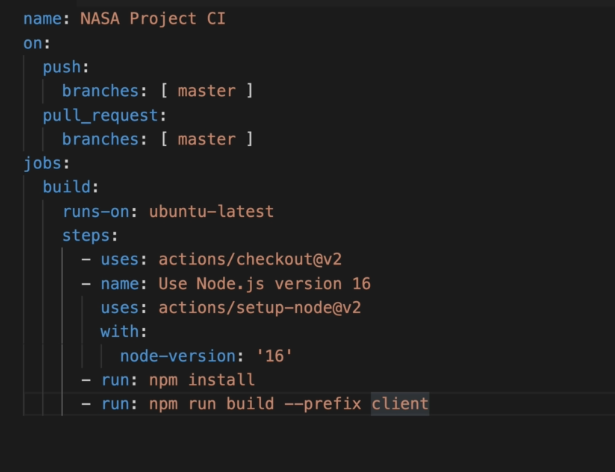 name: NASA Project CI
on:
  push:
    branches: [ master ]
  pull_request:
    branches: [ master ]
jobs:
  build:
    runs-on: ubuntu-latest
    steps:
      - uses: actions/checkout@v2
      - name: Use Node.js version 16
        uses: actions/setup-node@v2
        with:
          node-version: '16'
      - run: npm install
      - run: npm run build --prefix client